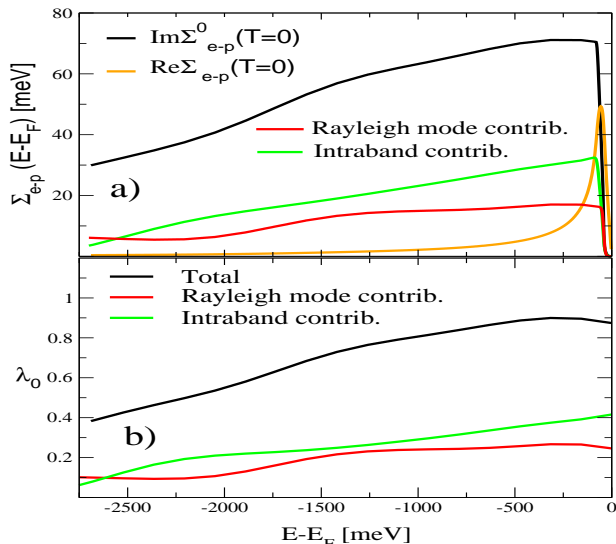 80
60
40
20
Σe-p (E-EF) [meV]
ImΣ0e-p(T=0)
ReΣ e-p(T=0)
Rayleigh mode contrib.
Intraband contrib.
a)
1
0.8
0.6
0.4
0.2
λ0
Total
Rayleigh mode contrib.
Intraband contrib.
b)
-2500 -2000 -1500 -1000 -500 0
E-EF [meV]